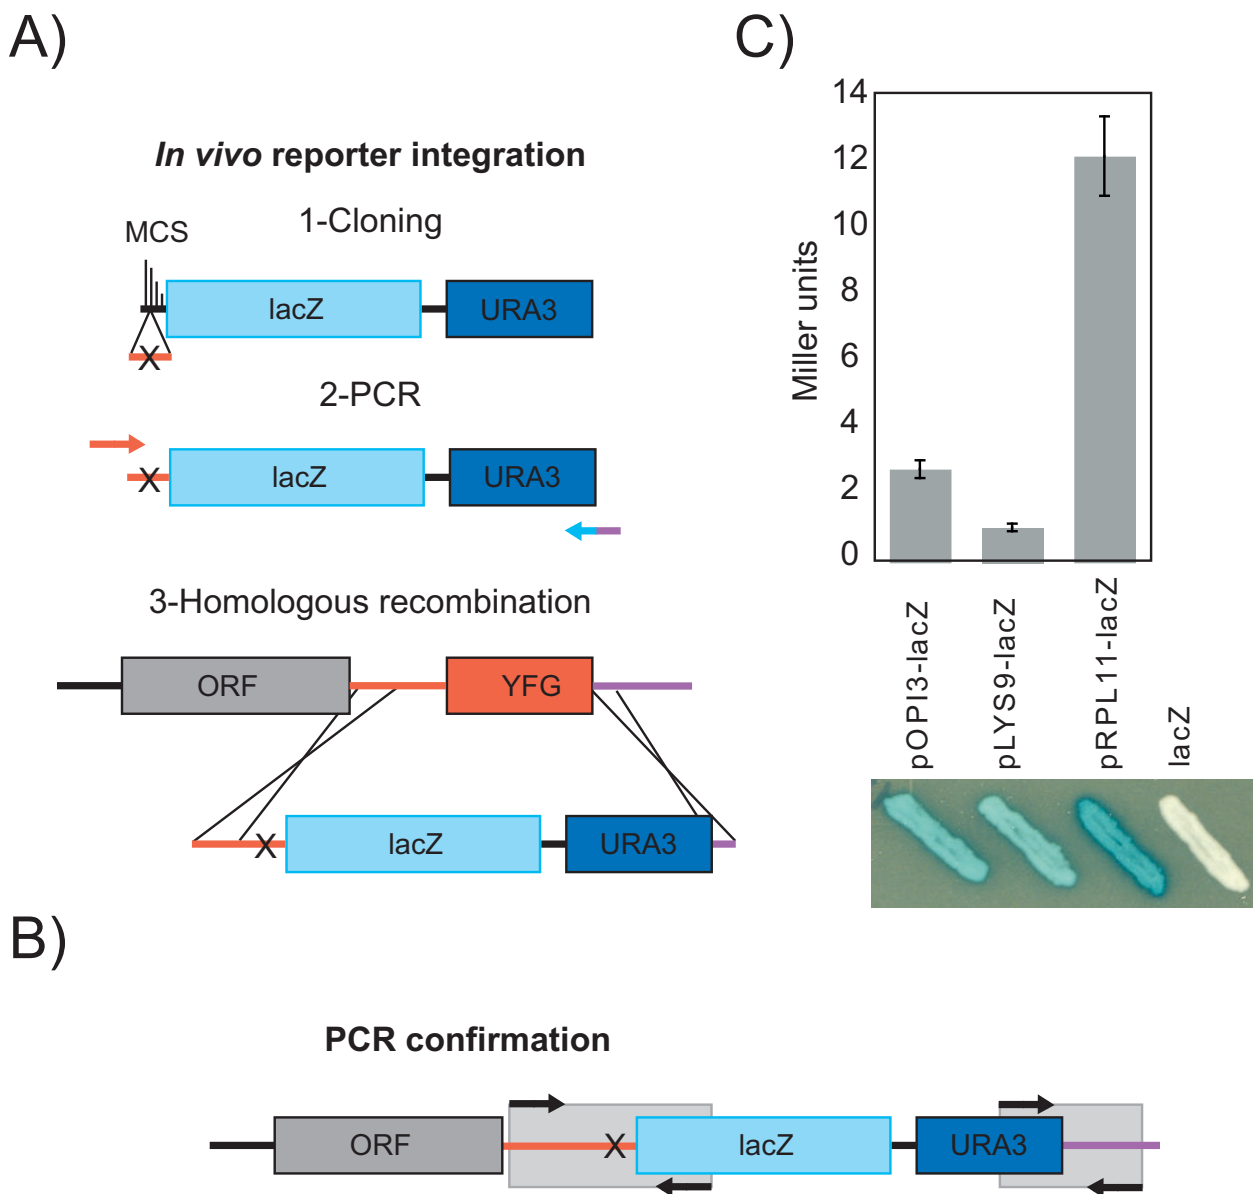 A)
In vivo reporter integration
1-Cloning
MCS
lacZ
URA3
X
2-PCR
X
lacZ
URA3
3-Homologous recombination
ORF
YFG
X
lacZ
URA3
B)
PCR confirmation
ORF
X
lacZ
URA3
C)
Miller units
14
12
10
8
6
4
2
0
pOPI3-lacZ
pLYS9-lacZ
pRPL11-lacZ
lacZ